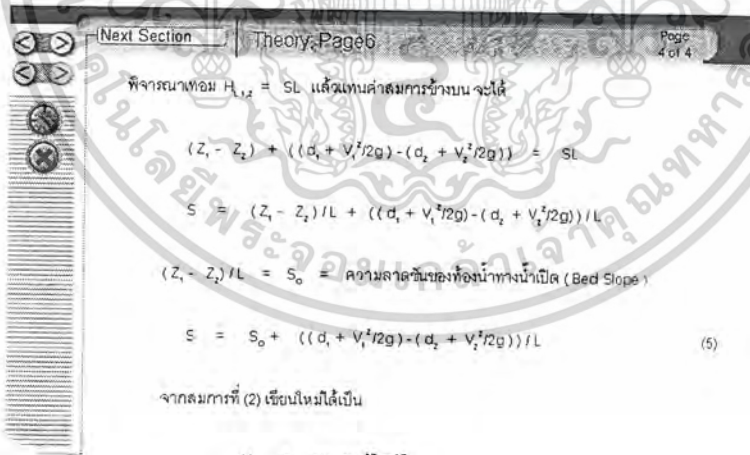 Next Section
Theory, Page6
Page
4 of 4
พิจารณาเทอม H_{L1,2} = SL แล้วแทนค่าสมการข้างบน จะได้
(Z₁ - Z₂) + ((d₁ + V₁²/2g)-(d₂ + V₂²/2g)) = SL
S = (Z₁ - Z₂)/L + ((d₁ + V₁²/2g)-(d₂ + V₂²/2g))/L
(Z₁ - Z₂)/L = S₀ = ความลาดชันของท้องน้ำทางน้ำเปิด (Bed Slope)
S = S₀ + ((d₁ + V₁²/2g)-(d₂ + V₂²/2g))/L
(5)
จากสมการที่ (2) เขียนใหม่ได้เป็น